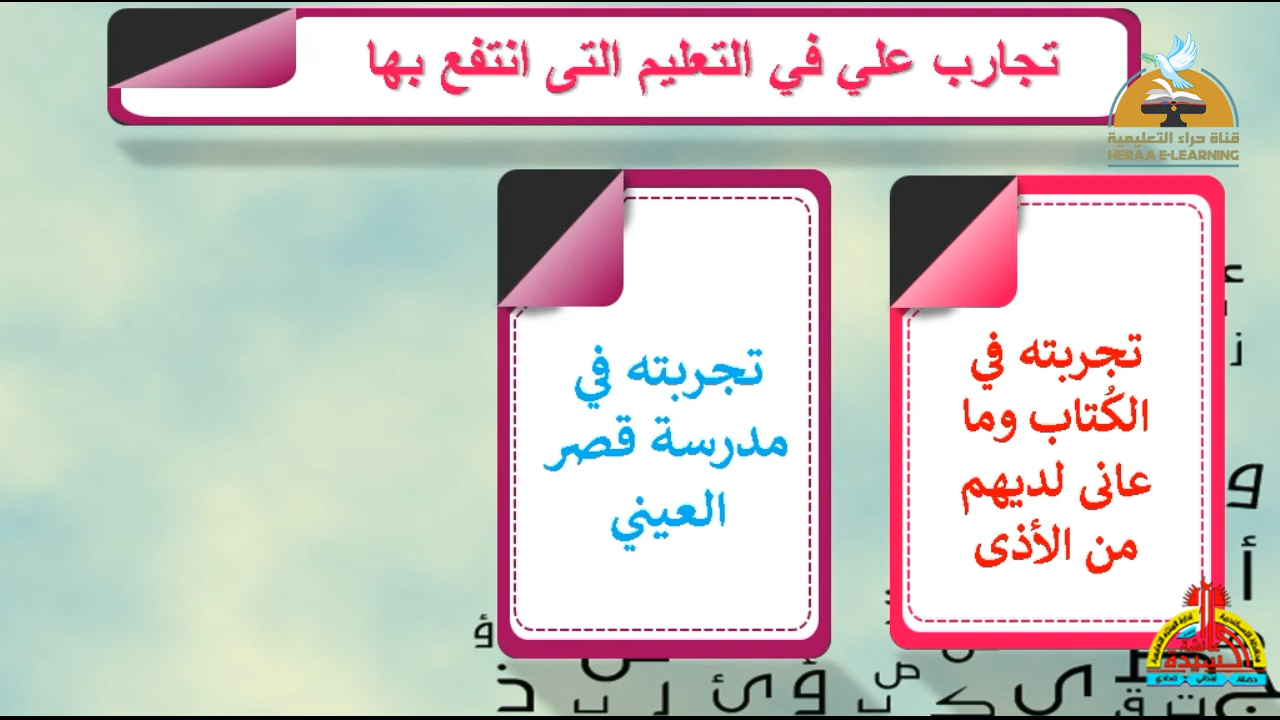 تجارب علي في التعليم التى انتفع بها
قناة حراء التعليمية
HERAA E-LEARNING
تجربته في
الكُتاب وما
عانى لديهم
من الأذى
تجربته في
مدرسة قصر
العيني